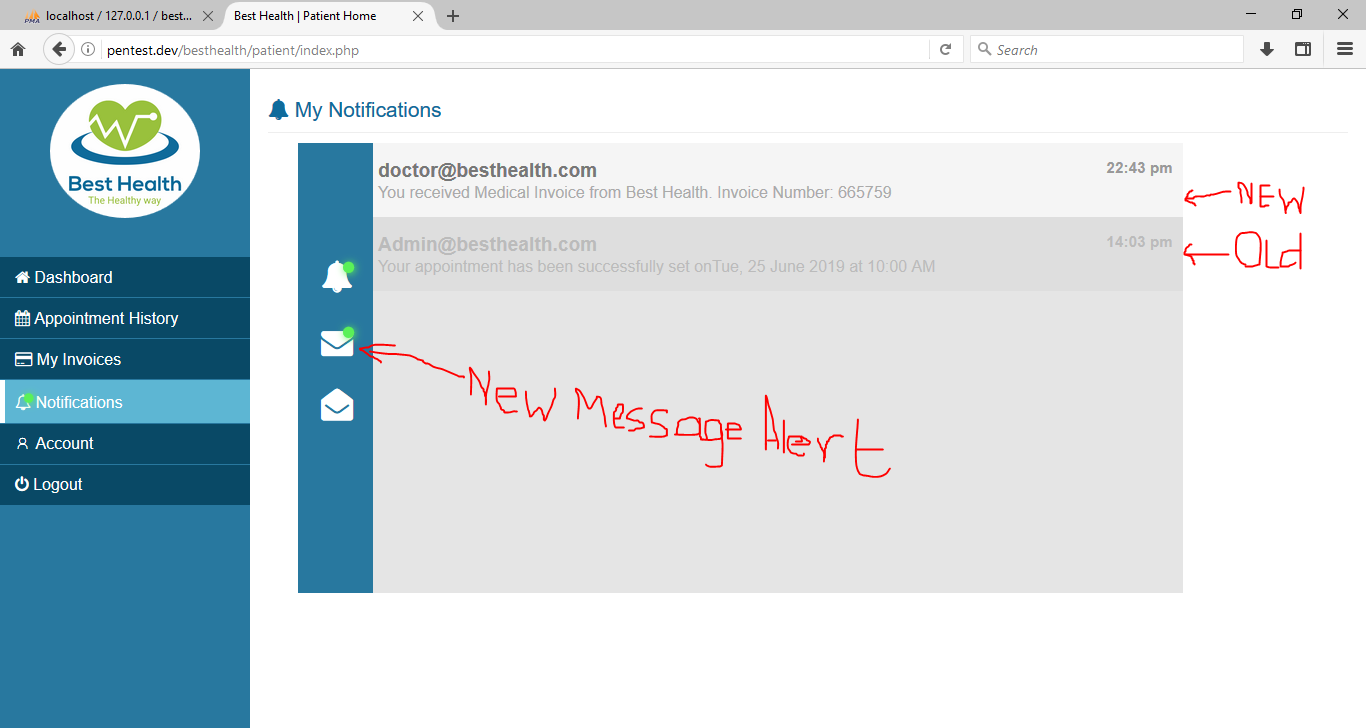 PMA localhost / 127.0.0.1 / best...
Best Health | Patient Home
pentest.dev/besthealth/patient/index.php
Search
Best Health
The Healthy way
Dashboard
Appointment History
My Invoices
Notifications
Account
Logout
My Notifications
doctor@besthealth.com 22:43 pm
You received Medical Invoice from Best Health. Invoice Number: 665759
NEW
Admin@besthealth.com 14:03 pm
Your appointment has been successfully set onTue, 25 June 2019 at 10:00 AM
OLd
New Message Alert